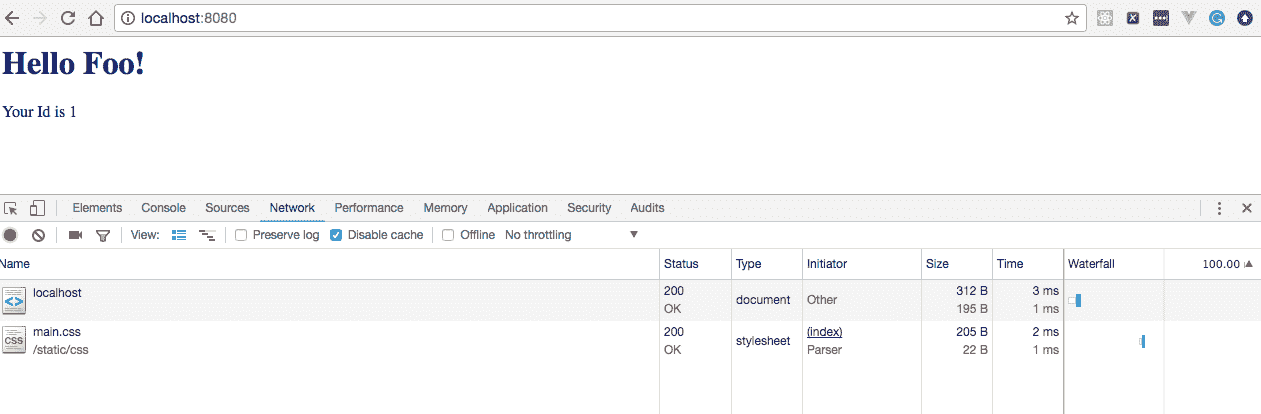 localhost:8080
Hello Foo!
Your Id is 1
Elements Console Sources Network Performance Memory Application Security Audits
View: Preserve log Disable cache Offline No throttling
Name Status Type Initiator Size Time Waterfall 100.00
localhost 200 document Other 312 B 3 ms
OK 195 B 1 ms
main.css 200 stylesheet (index) 205 B 2 ms
/static/css OK Parser 22 B 1 ms